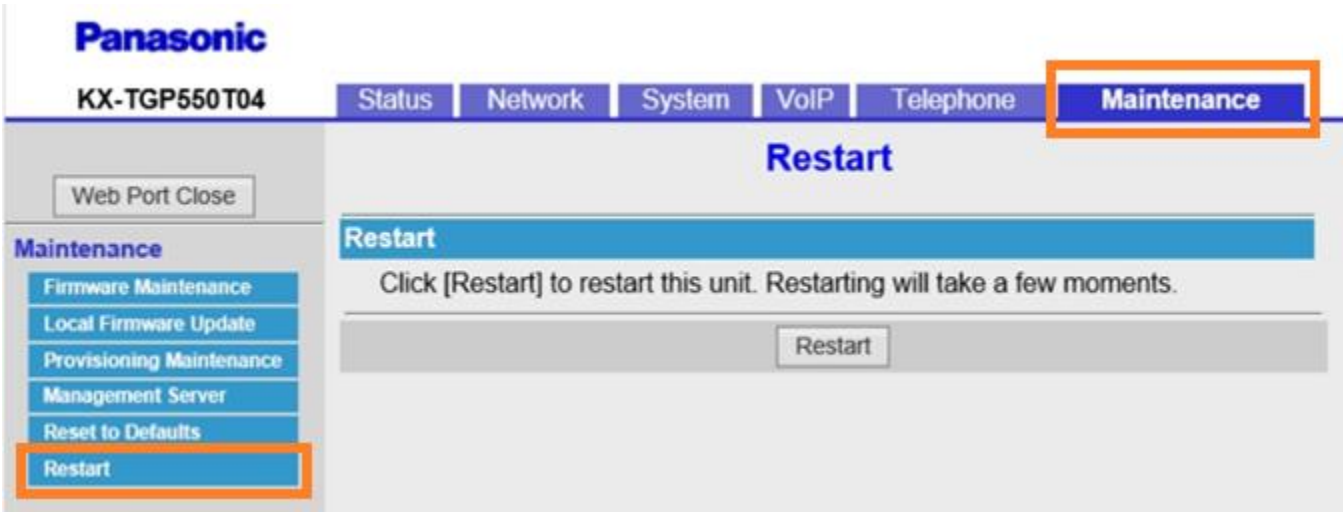 Panasonic
KX-TGP550T04
Status Network System VoIP Telephone Maintenance
Web Port Close
Maintenance
Firmware Maintenance
Local Firmware Update
Provisioning Maintenance
Management Server
Reset to Defaults
Restart
Restart
Restart
Click [Restart] to restart this unit. Restarting will take a few moments.
Restart